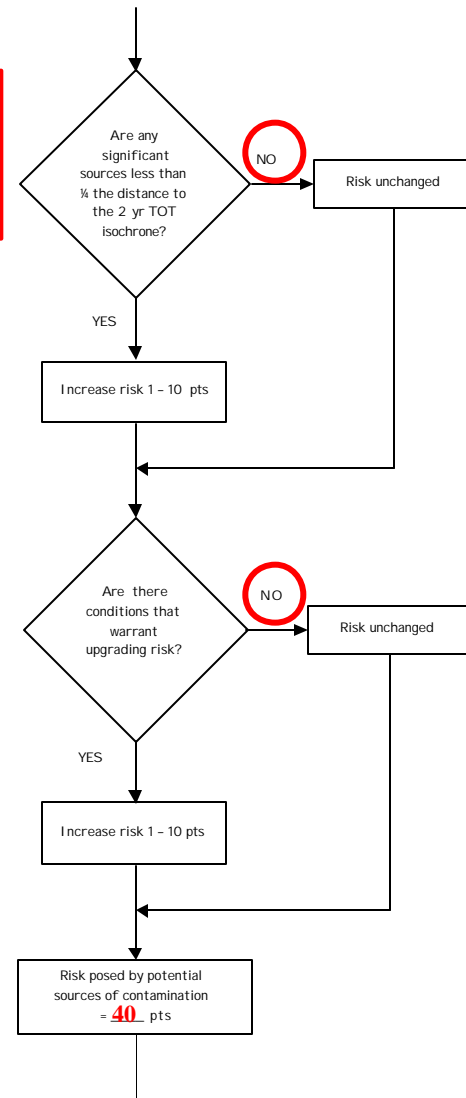 Are any
significant
sources less than
¼ the distance to
the 2 yr TOT
isochrone?
NO
Risk unchanged
YES
Increase risk 1 – 10 pts
Are there
conditions that
warrant
upgrading risk?
NO
Risk unchanged
YES
Increase risk 1 – 10 pts
Risk posed by potential
sources of contamination
= 40 pts